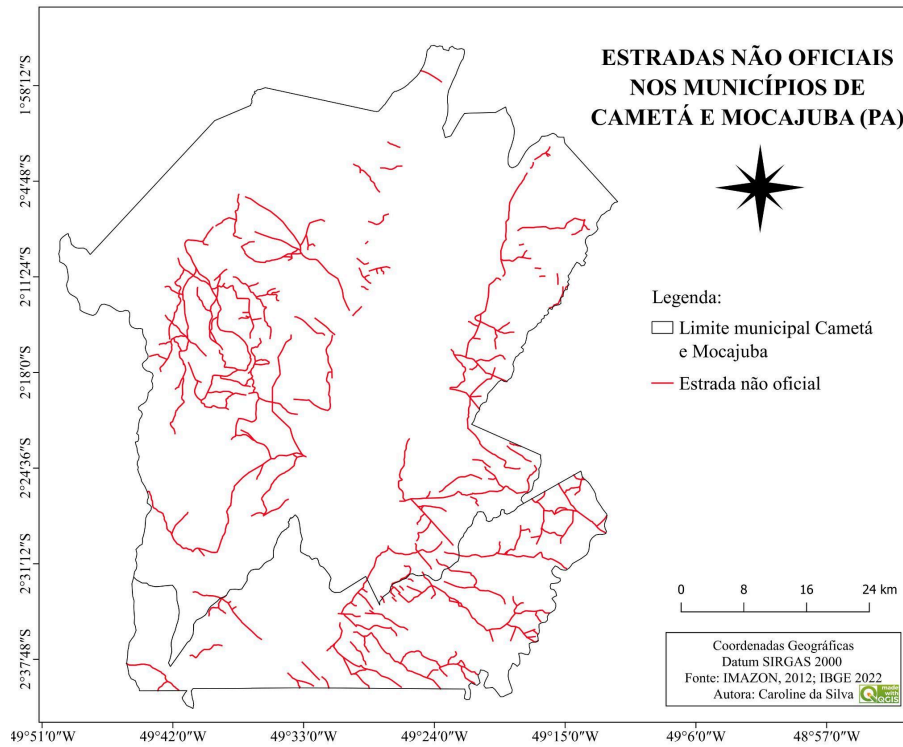 ESTRADAS NÃO OFICIAIS
NOS MUNICÍPIOS DE
CAMETÁ E MOCAJUBA (PA)
1°58'12"S
2°4'48"S
2°11'24"S
2°18'0"S
2°24'36"S
2°31'12"S
2°37'48"S
Legenda:
Limite municipal Cametá
e Mocajuba
Estrada não oficial
0 8 16 24 km
Coordenadas Geográficas
Datum SIRGAS 2000
Fonte: IMAZON, 2012; IBGE 2022
Autora: Caroline da Silva
made
with
QGIS
49°51'0"W 49°42'0"W 49°33'0"W 49°24'0"W 49°15'0"W 49°6'0"W 48°57'0"W